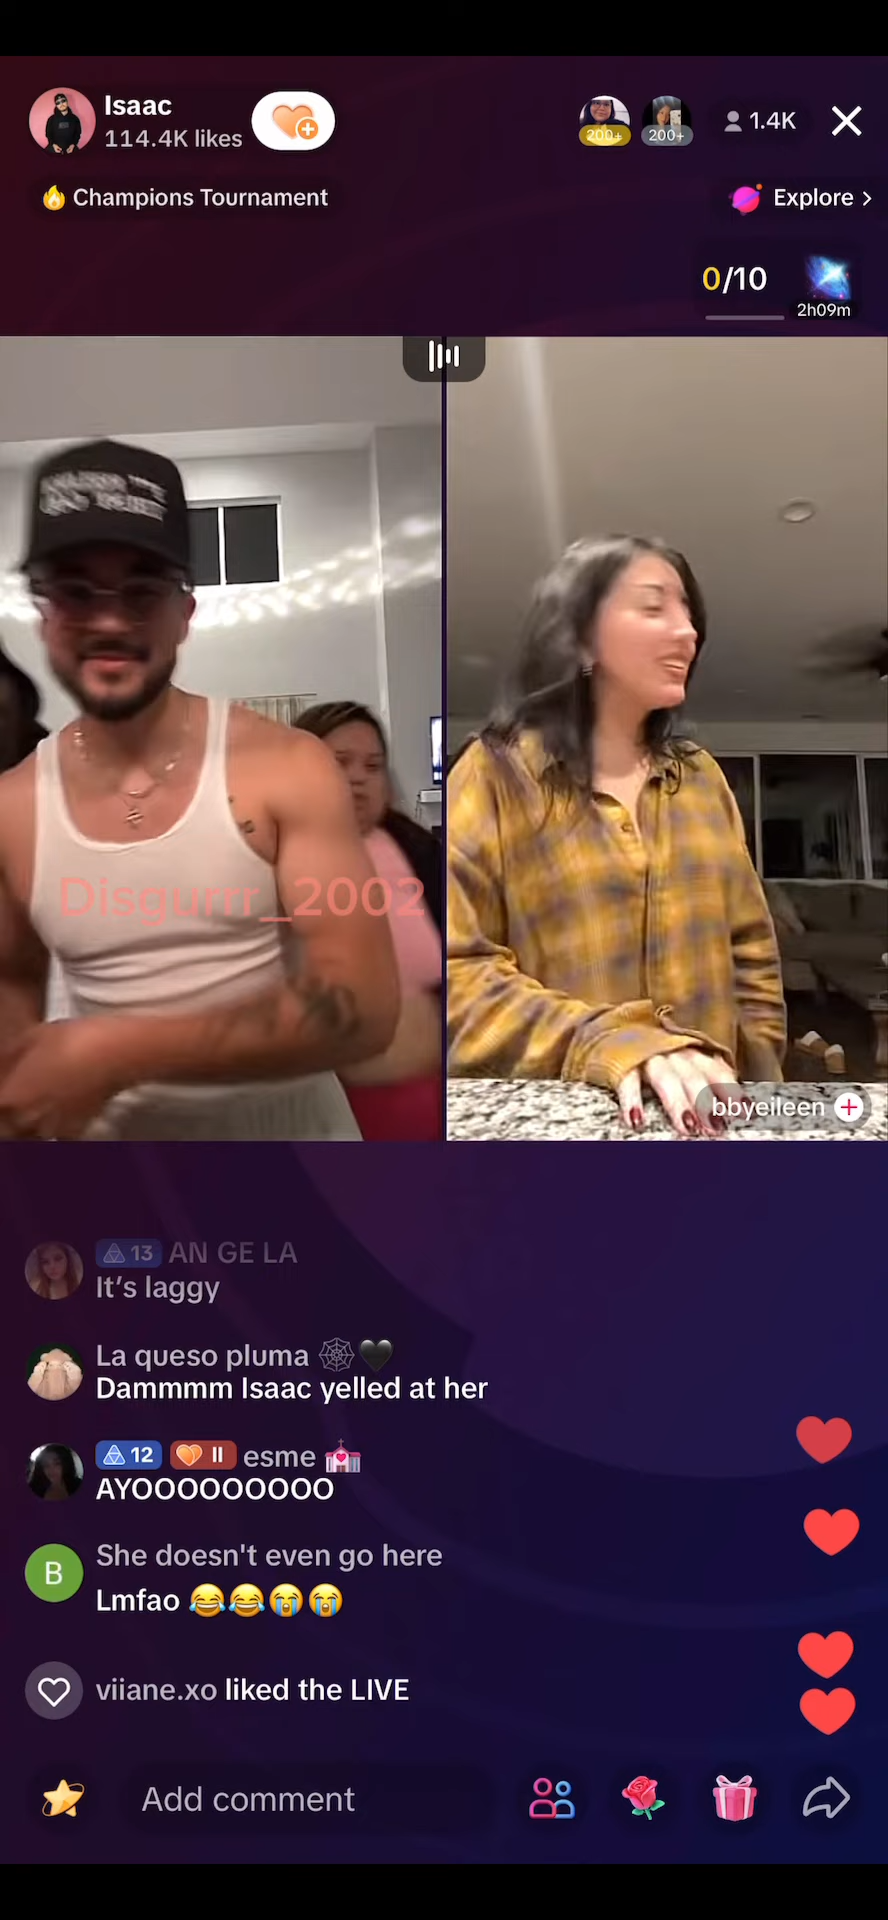 Isaac
114.4K likes
200+
200+
1.4K
🔥 Champions Tournament
Explore >
0/10
2h09m
Disgurrr_2002
bbyeileen
13 AN GE LA
It's laggy
La queso pluma 🕸🖤
Dammmm Isaac yelled at her
12 II esme 💒
AYOOOOOOOOO
B
She doesn't even go here
Lmfao 😂😂😭😭
viiane.xo liked the LIVE
Add comment